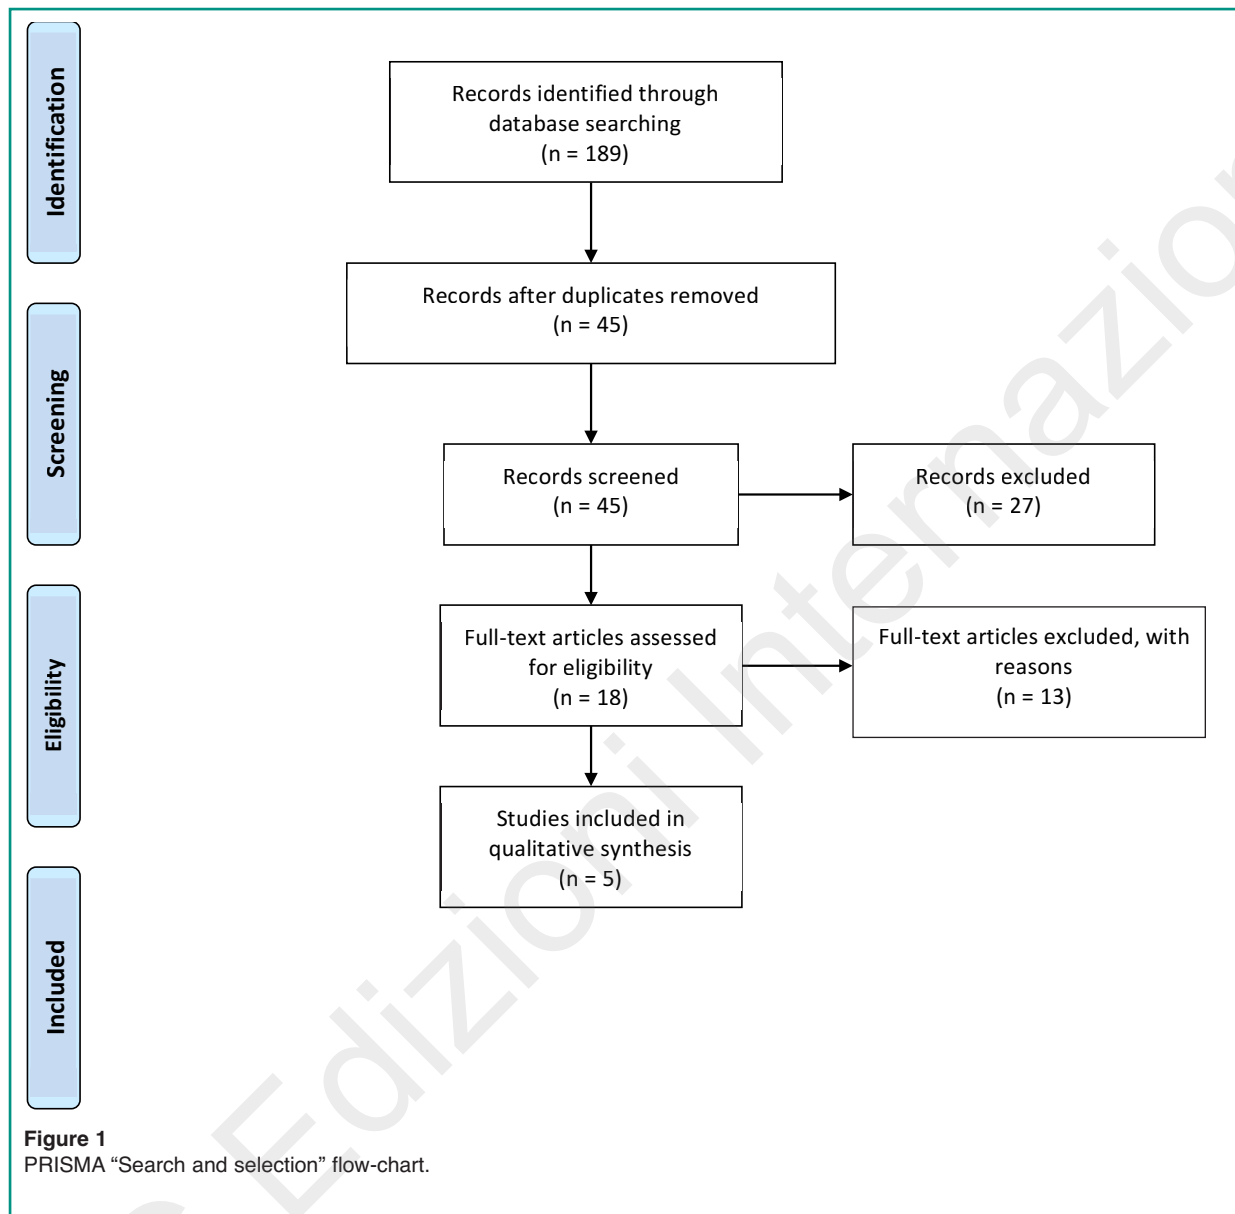 Identification
Records identified through
database searching
(n = 189)
Records after duplicates removed
(n = 45)
Screening
Records screened
(n = 45)
Records excluded
(n = 27)
Eligibility
Full-text articles assessed
for eligibility
(n = 18)
Full-text articles excluded, with
reasons
(n = 13)
Studies included in
qualitative synthesis
(n = 5)
Included
Figure 1
PRISMA “Search and selection” flow-chart.
Edizioni